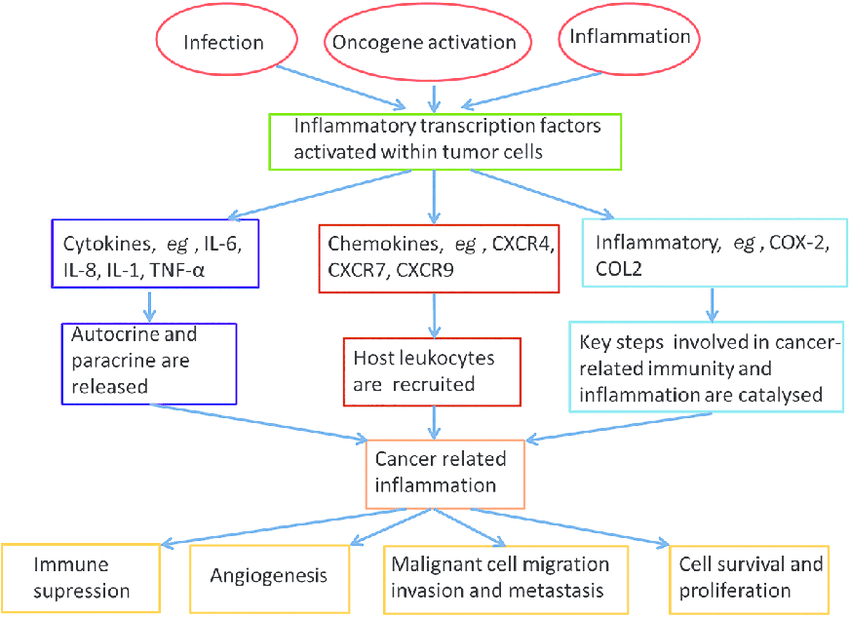 Infection
Oncogene activation
Inflammation
Inflammatory transcription factors
activated within tumor cells
Cytokines, eg , IL-6,
IL-8, IL-1, TNF-α
Chemokines, eg , CXCR4,
CXCR7, CXCR9
Inflammatory, eg , COX-2,
COL2
Autocrine and
paracrine are
released
Host leukocytes
are recruited
Key steps involved in cancer-
related immunity and
inflammation are catalysed
Cancer related
inflammation
Immune
supression
Angiogenesis
Malignant cell migration
invasion and metastasis
Cell survival and
proliferation